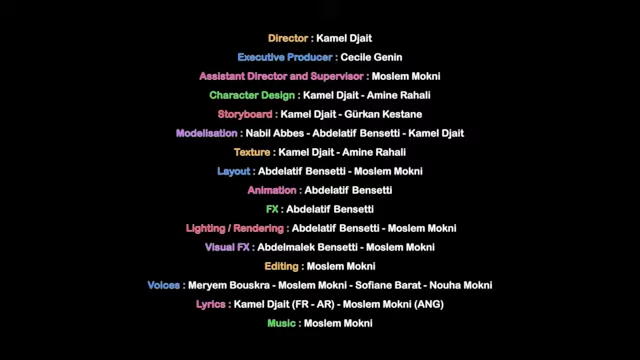 Director : Kamel Djait
Executive Producer : Cecile Genin
Assistant Director and Supervisor : Moslem Mokni
Character Design : Kamel Djait - Amine Rahali
Storyboard : Kamel Djait - Gürkan Kestane
Modelisation : Nabil Abbes - Abdelatif Bensetti - Kamel Djait
Texture : Kamel Djait - Amine Rahali
Layout : Abdelatif Bensetti - Moslem Mokni
Animation : Abdelatif Bensetti
FX : Abdelatif Bensetti
Lighting / Rendering : Abdelatif Bensetti - Moslem Mokni
Visual FX : Abdelmalek Bensetti - Moslem Mokni
Editing : Moslem Mokni
Voices : Meryem Bouskra - Moslem Mokni - Sofiane Barat - Nouha Mokni
Lyrics : Kamel Djait (FR - AR) - Moslem Mokni (ANG)
Music : Moslem Mokni